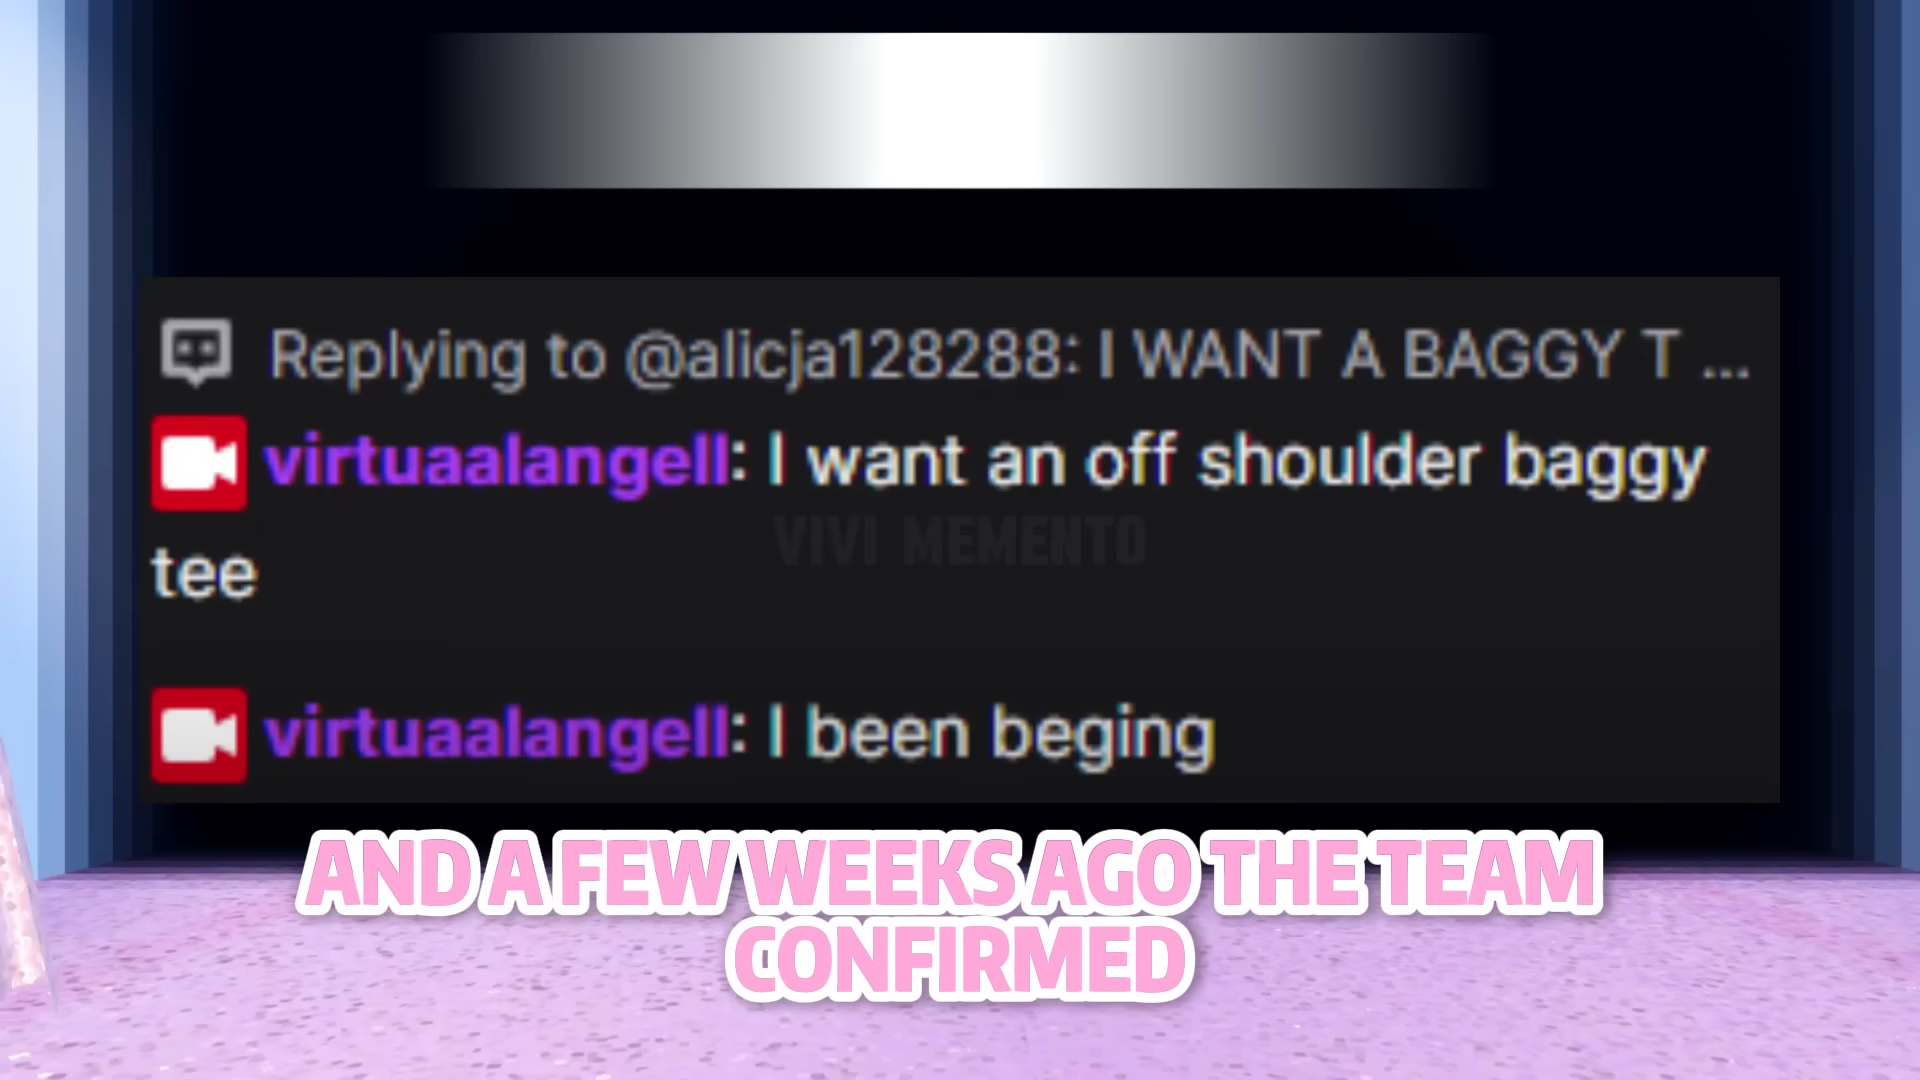 Replying to @alicja128288: I WANT A BAGGY T ...
virtuaalangell: I want an off shoulder baggy
VIVI MEMENTO
tee
virtuaalangell: I been beging
AND A FEW WEEKS AGO THE TEAM
CONFIRMED